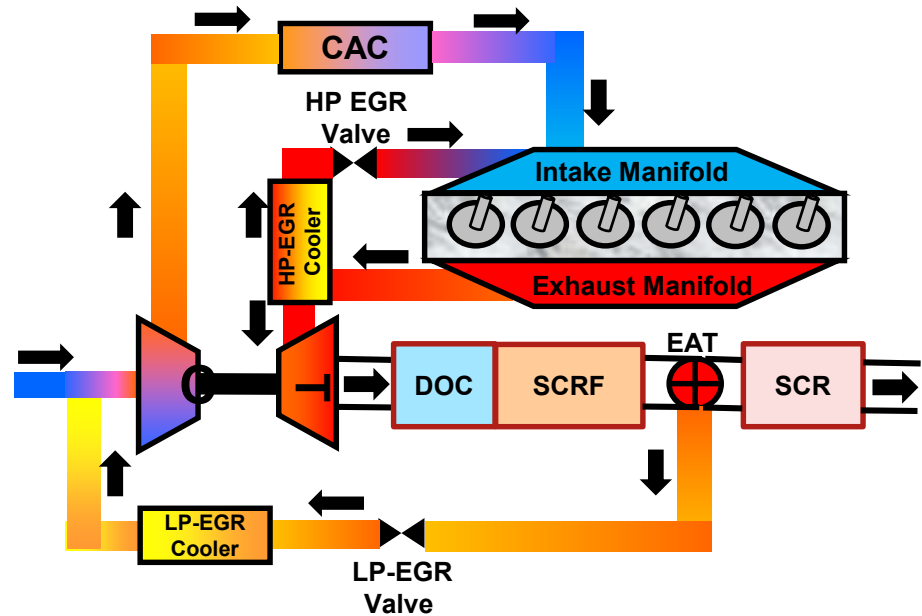 CAC
HP EGR
Valve
Intake Manifold
HP-EGR
Cooler
Exhaust Manifold
EAT
C
T
DOC
SCRF
SCR
LP-EGR
Cooler
LP-EGR
Valve